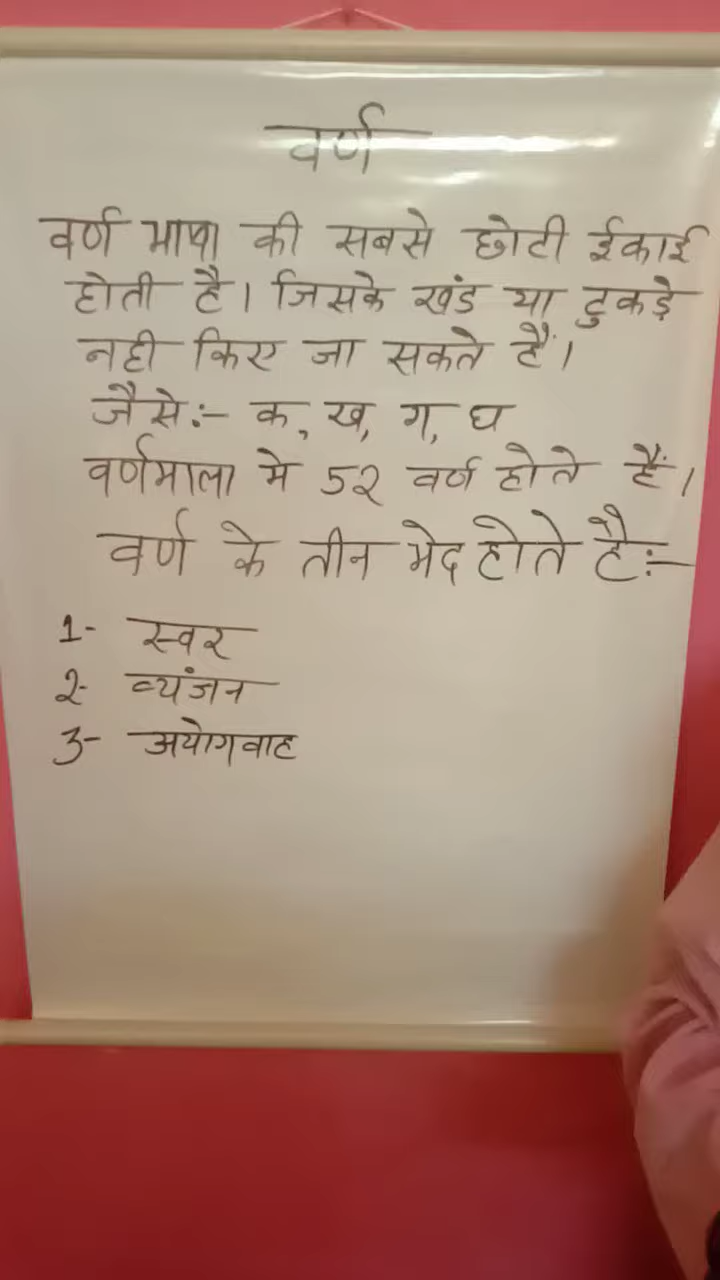 वर्ण
वर्ण भाषा की सबसे छोटी ईकाई
होती है। जिसके खंड या टुकड़े
नही किए जा सकते हैं।
जैसे:- क, ख, ग, घ
वर्णमाला मे 52 वर्ण होते हैं।
वर्ण के तीन भेद होते है:-
1- स्वर
2- व्यंजन
3- अयोगवाह